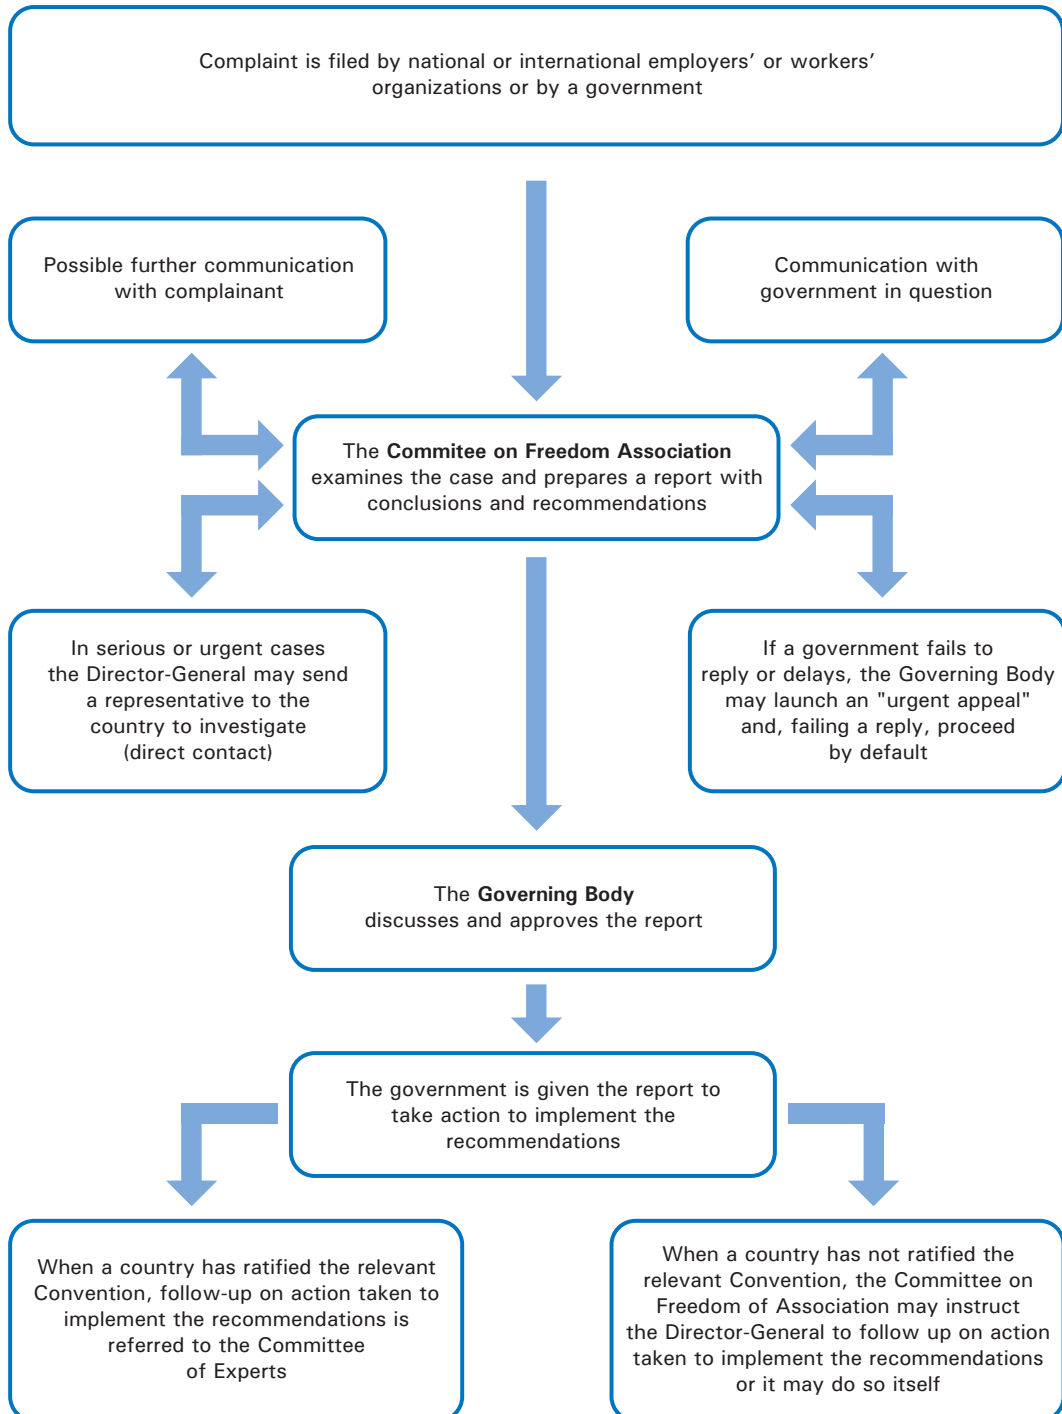 Complaint is filed by national or international employers’ or workers’
organizations or by a government
Possible further communication
with complainant
Communication with
government in question
The Commitee on Freedom Association
examines the case and prepares a report with
conclusions and recommendations
In serious or urgent cases
the Director-General may send
a representative to the
country to investigate
(direct contact)
If a government fails to
reply or delays, the Governing Body
may launch an "urgent appeal"
and, failing a reply, proceed
by default
The Governing Body
discusses and approves the report
The government is given the report to
take action to implement the
recommendations
When a country has ratified the relevant
Convention, follow-up on action taken to
implement the recommendations is
referred to the Committee
of Experts
When a country has not ratified the
relevant Convention, the Committee on
Freedom of Association may instruct
the Director-General to follow up on action
taken to implement the recommendations
or it may do so itself